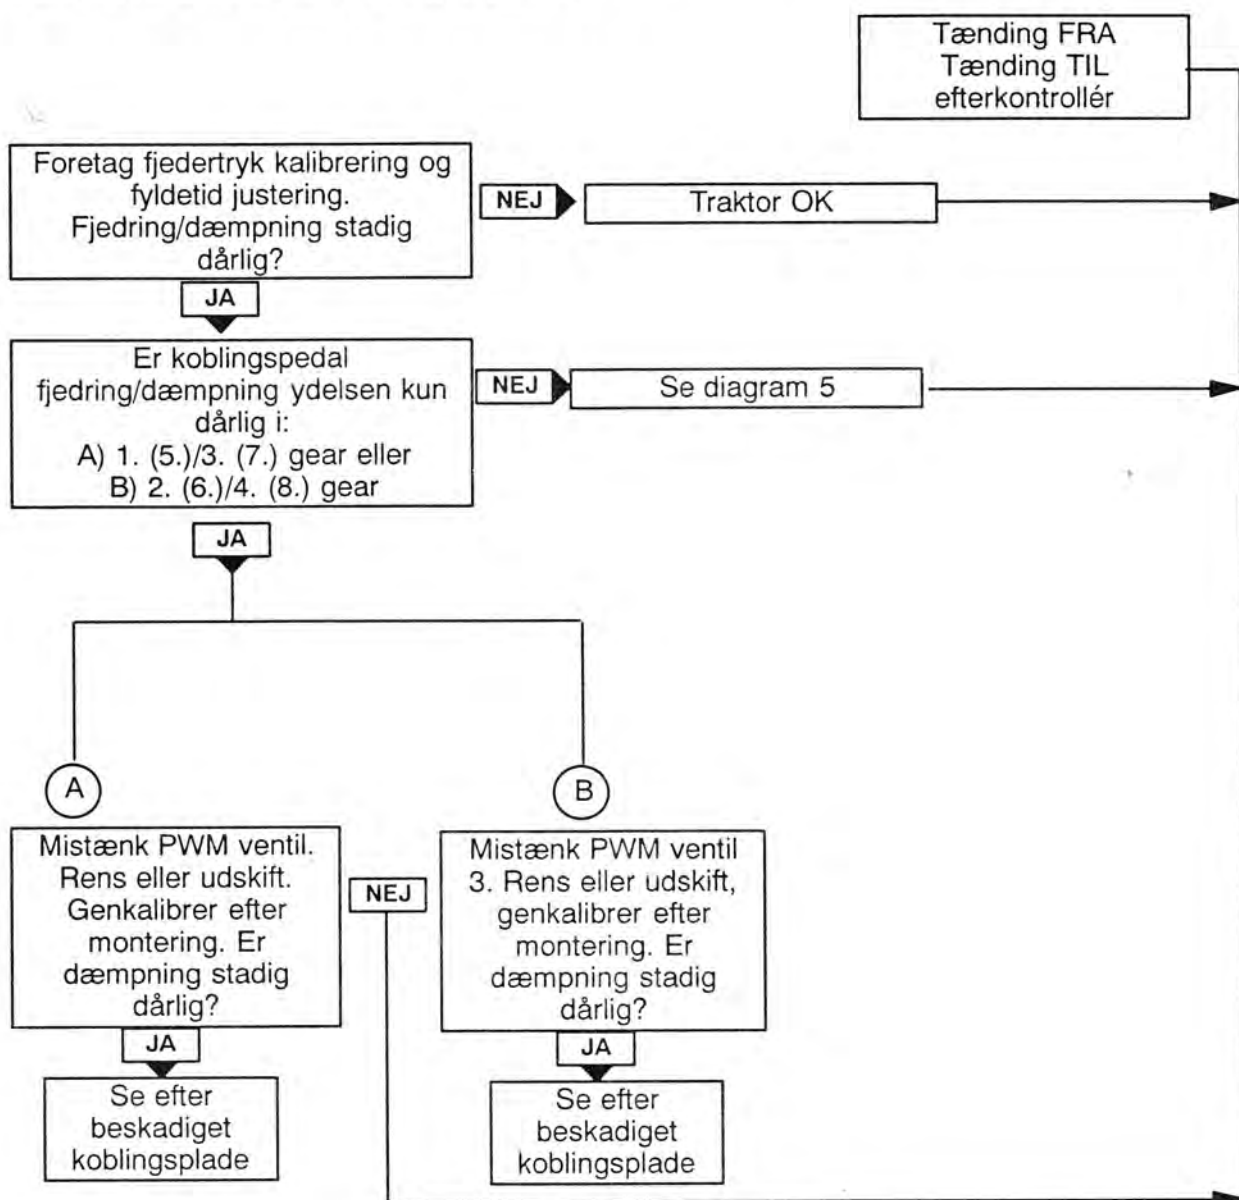 Tænding FRA
Tænding TIL
efterkontrollér
Foretag fjedertryk kalibrering og
fyldetid justering.
Fjedring/dæmpning stadig
dårlig?
NEJ
Traktor OK
JA
Er koblingspedal
fjedring/dæmpning ydelsen kun
dårlig i:
A) 1. (5.)/3. (7.) gear eller
B) 2. (6.)/4. (8.) gear
NEJ
Se diagram 5
JA
A
B
Mistænk PWM ventil.
Rens eller udskift.
Genkalibrer efter
montering. Er
dæmpning stadig
dårlig?
NEJ
Mistænk PWM ventil
3. Rens eller udskift,
genkalibrer efter
montering. Er
dæmpning stadig
dårlig?
JA
JA
Se efter
beskadiget
koblingsplade
Se efter
beskadiget
koblingsplade